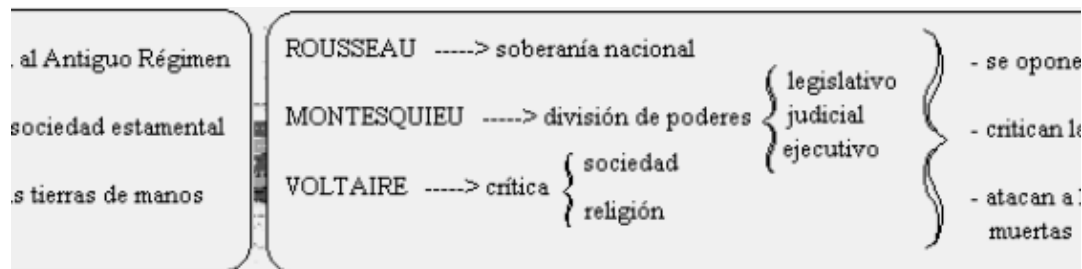 al Antiguo Régimen
sociedad estamental
s tierras de manos
ROUSSEAU -----> soberanía nacional
MONTESQUIEU -----> división de poderes
legislativo
judicial
ejecutivo
VOLTAIRE -----> crítica
sociedad
religión
- se opone
- critican la
- atacan a l
muertas